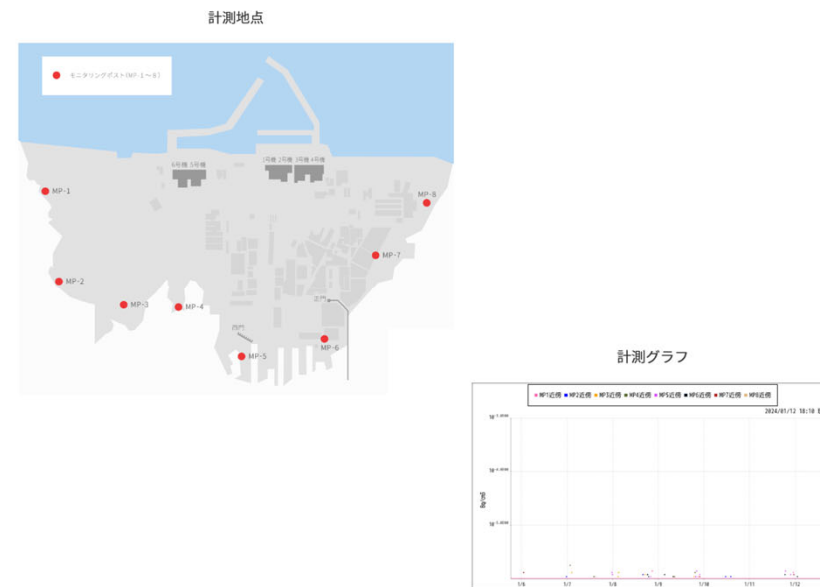 計測地点
モニタリングポスト(MP-1～8)
6号機 5号機
1号機 2号機 3号機 4号機
MP-1
MP-8
MP-7
MP-2
MP-3
MP-4
正門
西門
MP-6
MP-5
計測グラフ
MP1近傍 MP2近傍 MP3近傍 MP4近傍 MP5近傍 MP6近傍 MP7近傍 MP8近傍
2024/01/12 18:10
Bq/cm3
1/6 1/7 1/8 1/9 1/10 1/11 1/12